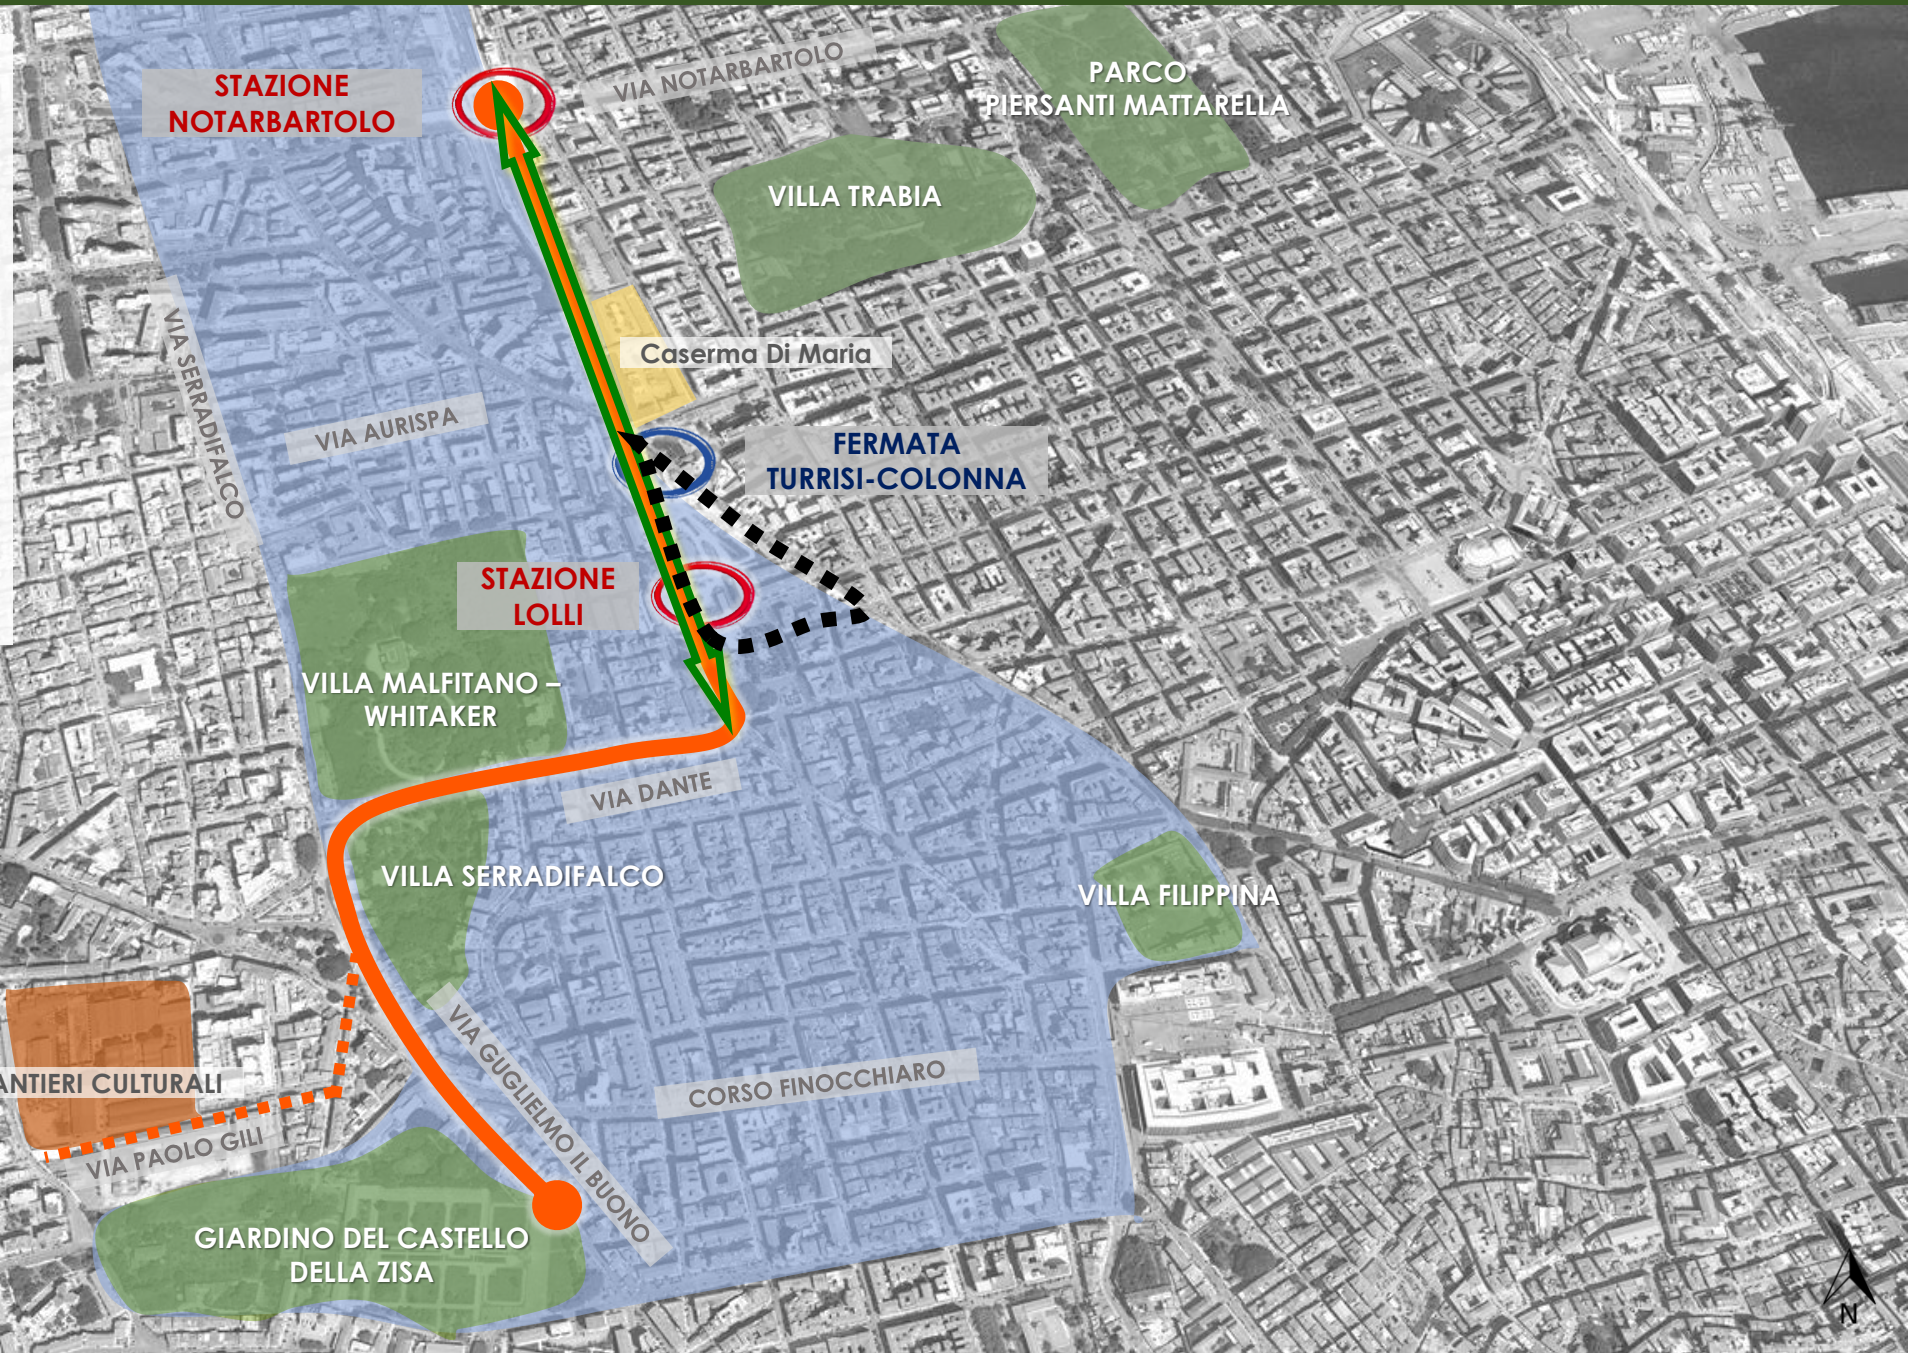 STAZIONE
NOTARBARTOLO
VIA NOTARBARTOLO
PARCO
PIERSANTI MATTARELLA
VILLA TRABIA
VIA SERRADIFALCO
Caserma Di Maria
VIA AURISPA
FERMATA
TURRISI-COLONNA
STAZIONE
LOLLI
VILLA MALFITANO –
WHITAKER
VIA DANTE
VILLA SERRADIFALCO
VILLA FILIPPINA
VIA GUGLIELMO IL BUONO
CORSO FINOCCHIARO
ANTIERI CULTURALI
VIA PAOLO GILI
GIARDINO DEL CASTELLO
DELLA ZISA
N